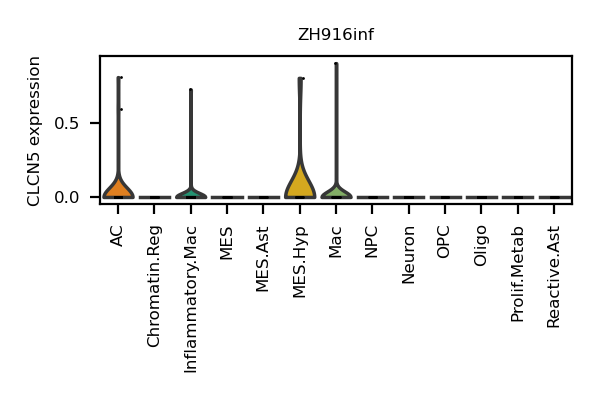 ZH916inf
CLCN5 expression
0.5
0.0
AC
Chromatin.Reg
Inflammatory.Mac
MES
MES.Ast
MES.Hyp
Mac
NPC
Neuron
OPC
Oligo
Prolif.Metab
Reactive.Ast